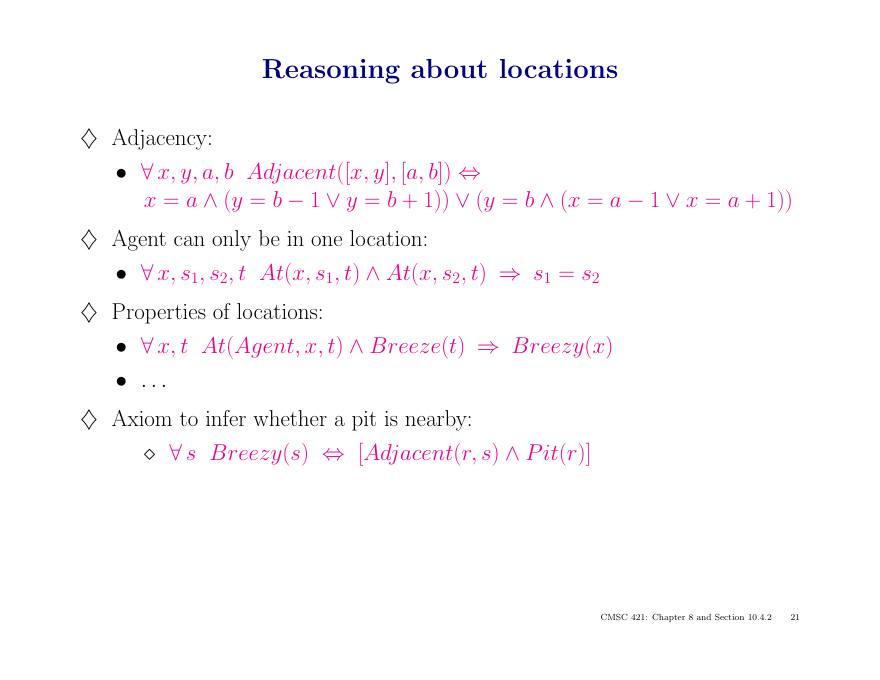 Reasoning about locations
♢ Adjacency:
• ∀ x, y, a, b Adjacent([x, y], [a, b]) ⇔
x = a ∧ (y = b − 1 ∨ y = b + 1)) ∨ (y = b ∧ (x = a − 1 ∨ x = a + 1))
♢ Agent can only be in one location:
• ∀ x, s₁, s₂, t At(x, s₁, t) ∧ At(x, s₂, t) ⇒ s₁ = s₂
♢ Properties of locations:
• ∀ x, t At(Agent, x, t) ∧ Breeze(t) ⇒ Breezy(x)
• . . .
♢ Axiom to infer whether a pit is nearby:
⋄ ∀ s Breezy(s) ⇔ [Adjacent(r, s) ∧ Pit(r)]
CMSC 421: Chapter 8 and Section 10.4.2 21